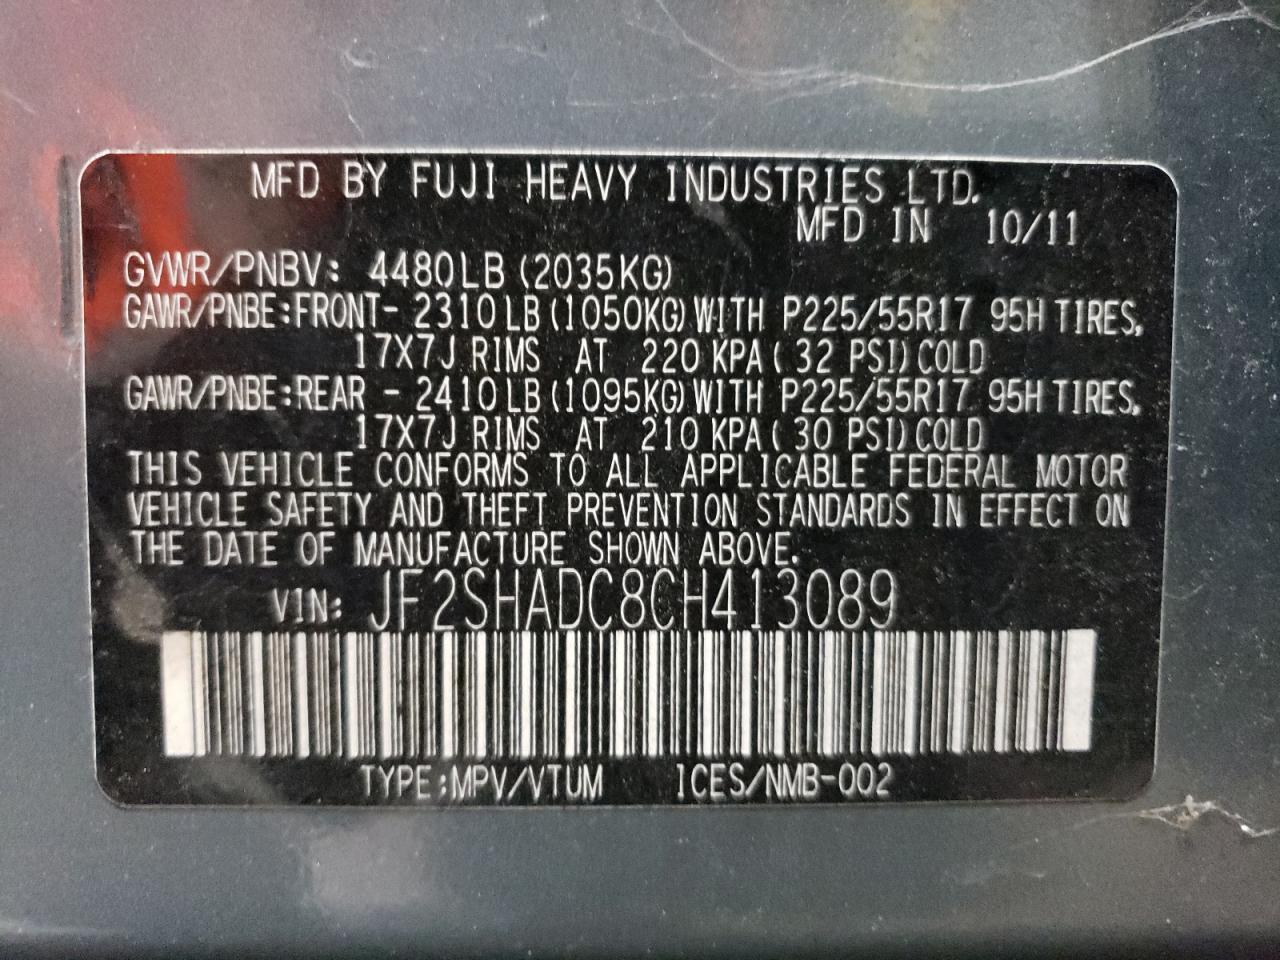 MFD BY FUJI HEAVY INDUSTRIES LTD.
MFD IN 10/11
GVWR/PNBV: 4480LB (2035KG)
GAWR/PNBE:FRONT- 2310LB (1050KG) WITH P225/55R17 95H TIRES,
17X7J RIMS AT 220 KPA( 32 PSI) COLD
GAWR/PNBE:REAR - 2410LB (1095KG) WITH P225/55R17 95H TIRES,
17X7J RIMS AT 210 KPA( 30 PSI) COLD
THIS VEHICLE CONFORMS TO ALL APPLICABLE FEDERAL MOTOR
VEHICLE SAFETY AND THEFT PREVENTION STANDARDS IN EFFECT ON
THE DATE OF MANUFACTURE SHOWN ABOVE.
VIN: JF2SHADC8CH413089
TYPE:MPV/VTUM ICES/NMB-002